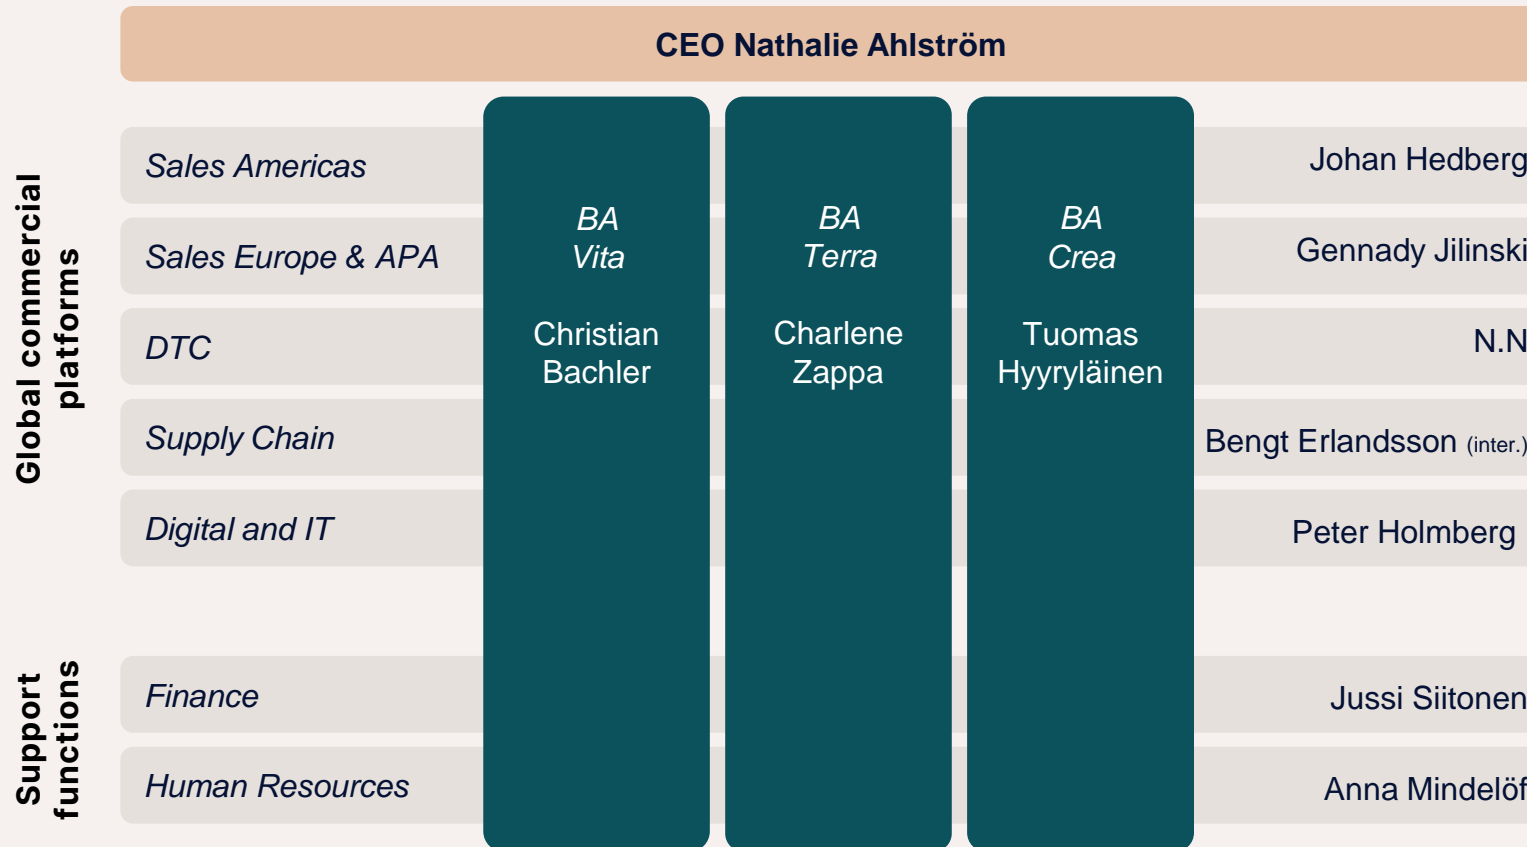 CEO Nathalie Ahlström
Global commercial
platforms
Sales Americas
Johan Hedberg
Sales Europe & APA
Gennady Jilinski
DTC
N.N
Supply Chain
Bengt Erlandsson (inter.)
Digital and IT
Peter Holmberg
BA
Vita
Christian
Bachler
BA
Terra
Charlene
Zappa
BA
Crea
Tuomas
Hyyryläinen
Support
functions
Finance
Jussi Siitonen
Human Resources
Anna Mindelöf